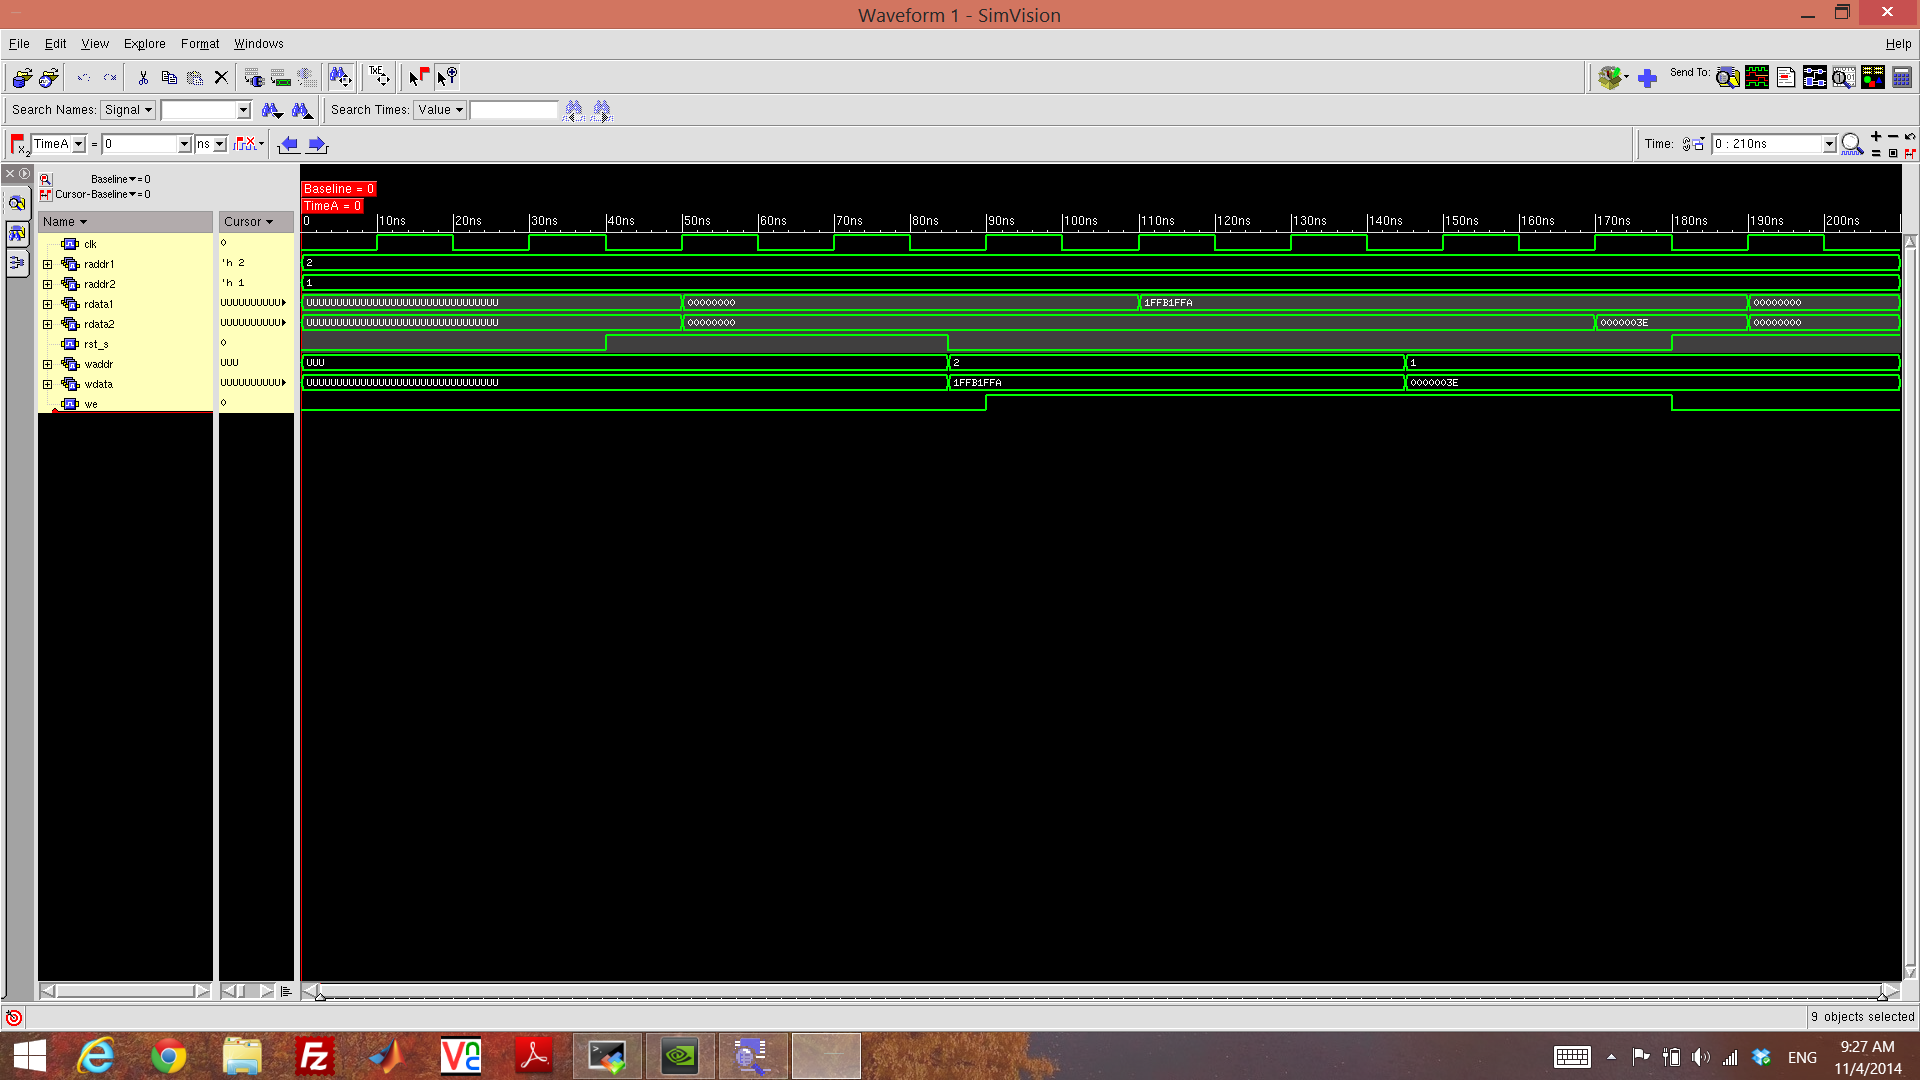 Waveform 1 - SimVision
File Edit View Explore Format Windows Help
TxE Send To:
Search Names: Signal Search Times: Value
TimeA = 0 ns Time: 0 : 210ns
Baseline = 0
Cursor-Baseline = 0
Baseline = 0
TimeA = 0
Name Cursor 0 10ns 20ns 30ns 40ns 50ns 60ns 70ns 80ns 90ns 100ns 110ns 120ns 130ns 140ns 150ns 160ns 170ns 180ns 190ns 200ns
clk 0
raddr1 'h 2 2
raddr2 'h 1 1
rdata1 UUUUUUUUUU UUUUUUUUUUUUUUUUUUUUUUUUUUUUUUUU 00000000 1FFB1FFA 00000000
rdata2 UUUUUUUUUU UUUUUUUUUUUUUUUUUUUUUUUUUUUUUUUU 00000000 0000003E 00000000
rst_s 0
waddr UUU UUU 2 1
wdata UUUUUUUUUU UUUUUUUUUUUUUUUUUUUUUUUUUUUUUUUU 1FFB1FFA 0000003E
we 0
9 objects selected
ENG 9:27 AM
11/4/2014